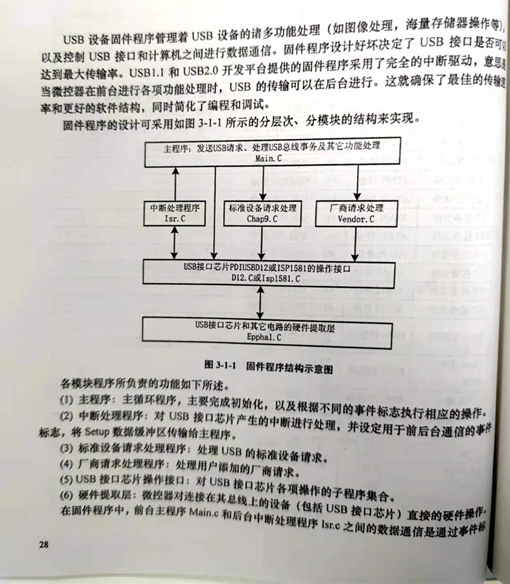 USB 设备固件程序管理着 USB 设备的诸多功能处理（如图像处理，海量存储器操作等），
以及控制 USB 接口和计算机之间进行数据通信。固件程序设计好坏决定了 USB 接口是否可
达到最大传输率。USB1.1 和 USB2.0 开发平台提供的固件程序采用了完全的中断驱动，意思是
当微控器在前台进行各项功能处理时，USB 的传输可以在后台进行。这就确保了最佳的传输速
率和更好的软件结构，同时简化了编程和调试。
固件程序的设计可采用如图 3-1-1 所示的分层次、分模块的结构来实现。
主程序：发送USB请求、处理USB总线事务及其它功能处理
Main.C
中断处理程序
Isr.C
标准设备请求处理
Chap9.C
厂商请求处理
Vendor.C
USB接口芯片PDIUSBD12或ISP1581的操作接口
D12.C或Isp1581.C
USB接口芯片和其它电路的硬件提取层
Epphal.C
图 3-1-1 固件程序结构示意图
各模块程序所负责的功能如下所述。
(1) 主程序：主循环程序，主要完成初始化，以及根据不同的事件标志执行相应的操作。
(2) 中断处理程序：对 USB 接口芯片产生的中断进行处理，并设定用于前后台通信的事件
标志，将 Setup 数据缓冲区传输给主程序。
(3) 标准设备请求处理程序：处理 USB 的标准设备请求。
(4) 厂商请求处理程序：处理用户添加的厂商请求。
(5) USB 接口芯片操作接口：对 USB 接口芯片各项操作的子程序集合。
(6) 硬件提取层：微控器对连接在其总线上的设备（包括 USB 接口芯片）直接的硬件操作。
在固件程序中，前台主程序 Main.c 和后台中断处理程序 Isr.c 之间的数据通信是通过事件标
28